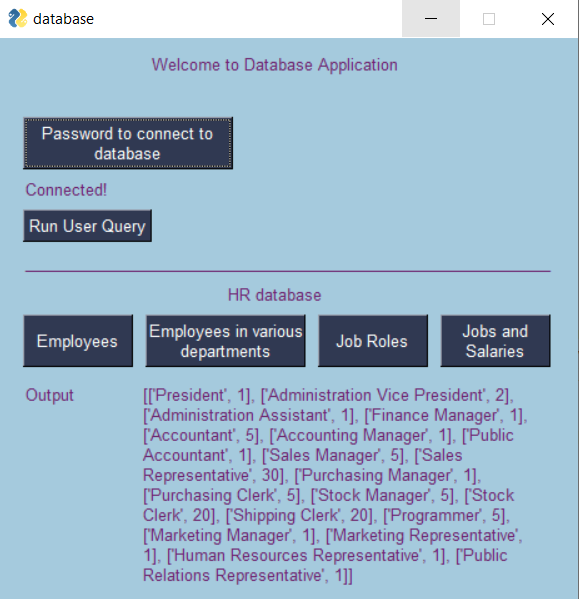 database
Welcome to Database Application
Password to connect to
database
Connected!
Run User Query
HR database
Employees
Employees in various
departments
Job Roles
Jobs and
Salaries
Output
[['President', 1], ['Administration Vice President', 2],
['Administration Assistant', 1], ['Finance Manager', 1],
['Accountant', 5], ['Accounting Manager', 1], ['Public
Accountant', 1], ['Sales Manager', 5], ['Sales
Representative', 30], ['Purchasing Manager', 1],
['Purchasing Clerk', 5], ['Stock Manager', 5], ['Stock
Clerk', 20], ['Shipping Clerk', 20], ['Programmer', 5],
['Marketing Manager', 1], ['Marketing Representative',
1], ['Human Resources Representative', 1], ['Public
Relations Representative', 1]]